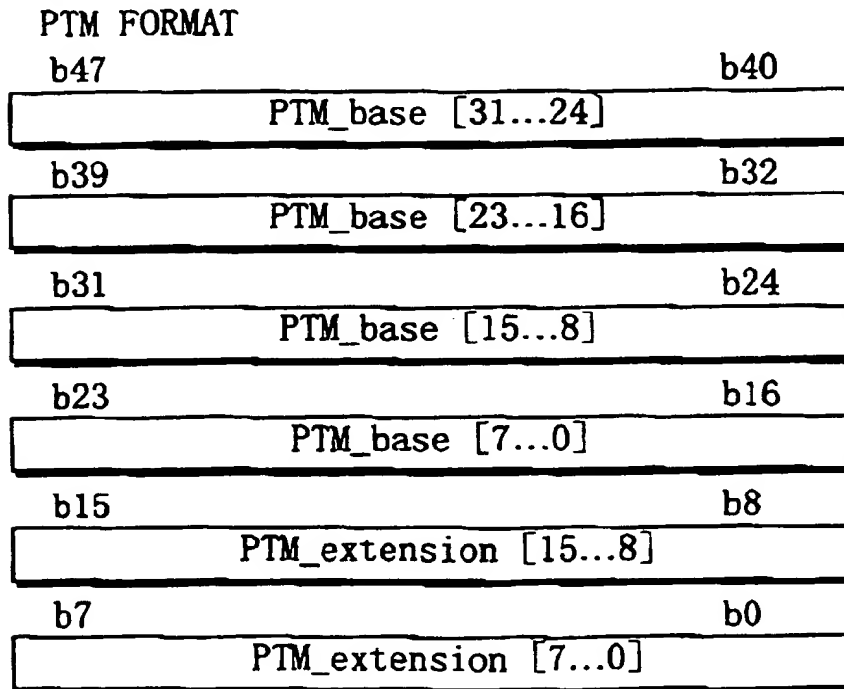 PTM FORMAT
b47 b40
PTM_base [31...24]
b39 b32
PTM_base [23...16]
b31 b24
PTM_base [15...8]
b23 b16
PTM_base [7...0]
b15 b8
PTM_extension [15...8]
b7 b0
PTM_extension [7...0]